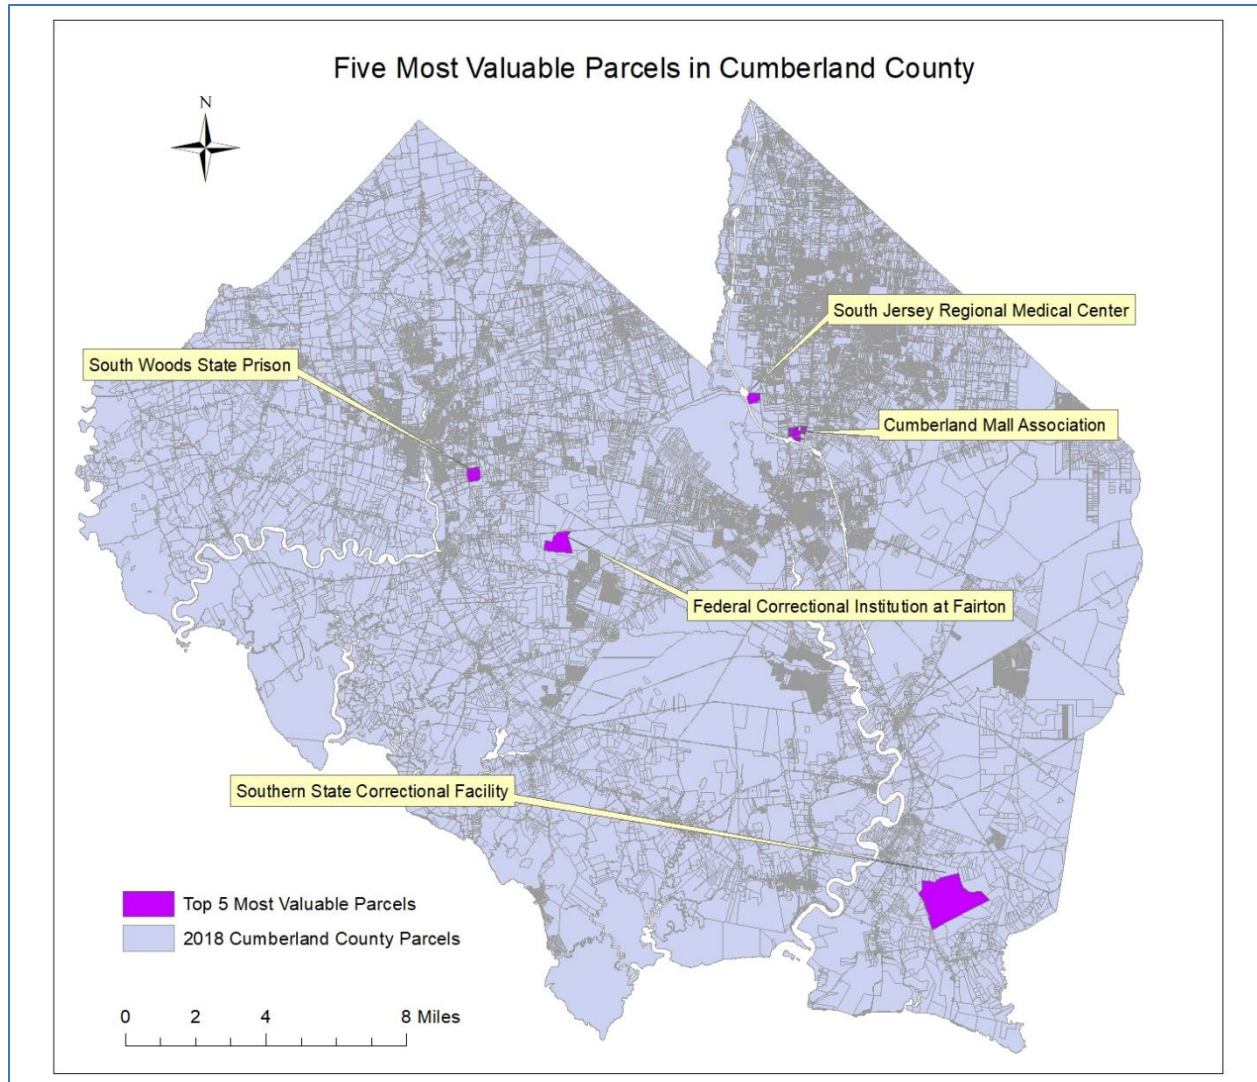 Five Most Valuable Parcels in Cumberland County
N
South Jersey Regional Medical Center
South Woods State Prison
Cumberland Mall Association
Federal Correctional Institution at Fairton
Southern State Correctional Facility
Top 5 Most Valuable Parcels
2018 Cumberland County Parcels
0 2 4 8 Miles